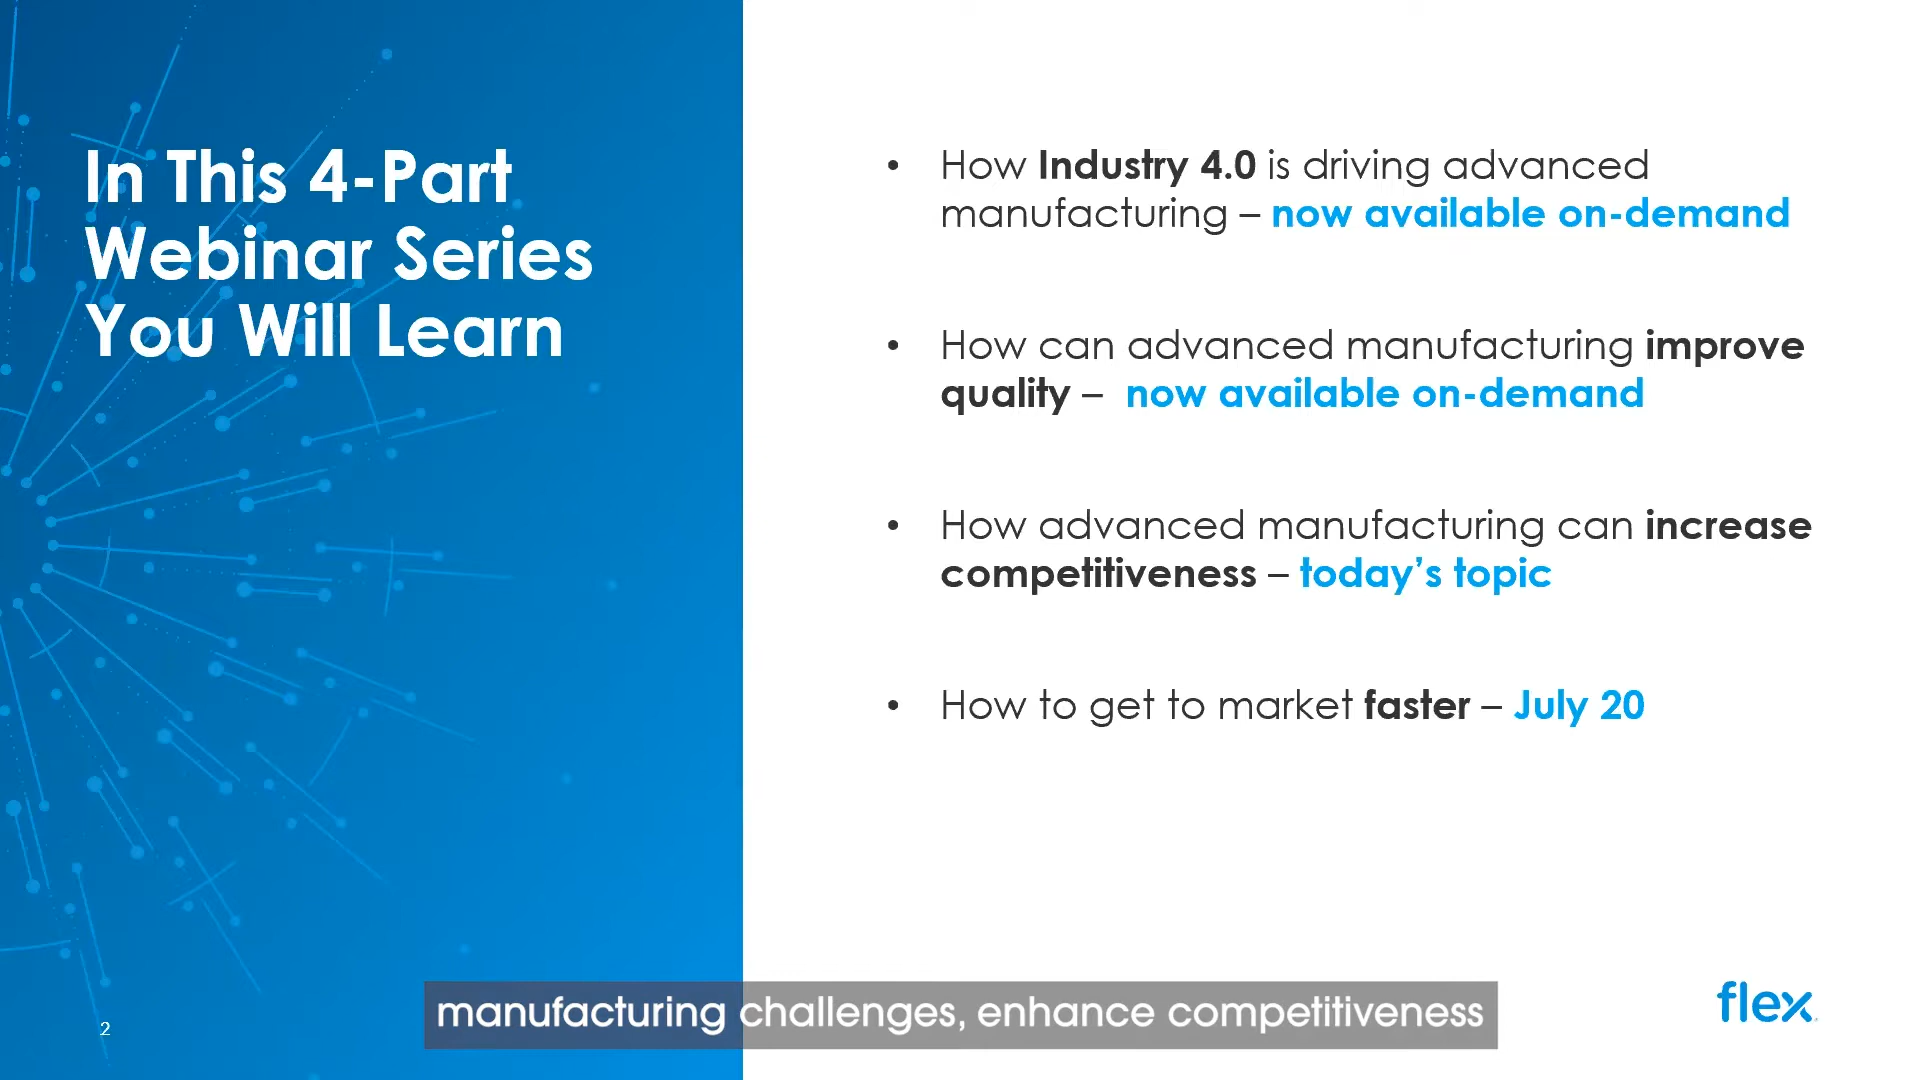 In This 4-Part
Webinar Series
You Will Learn
• How Industry 4.0 is driving advanced
manufacturing – now available on-demand
• How can advanced manufacturing improve
quality – now available on-demand
• How advanced manufacturing can increase
competitiveness – today’s topic
• How to get to market faster – July 20
manufacturing challenges, enhance competitiveness
2
flex